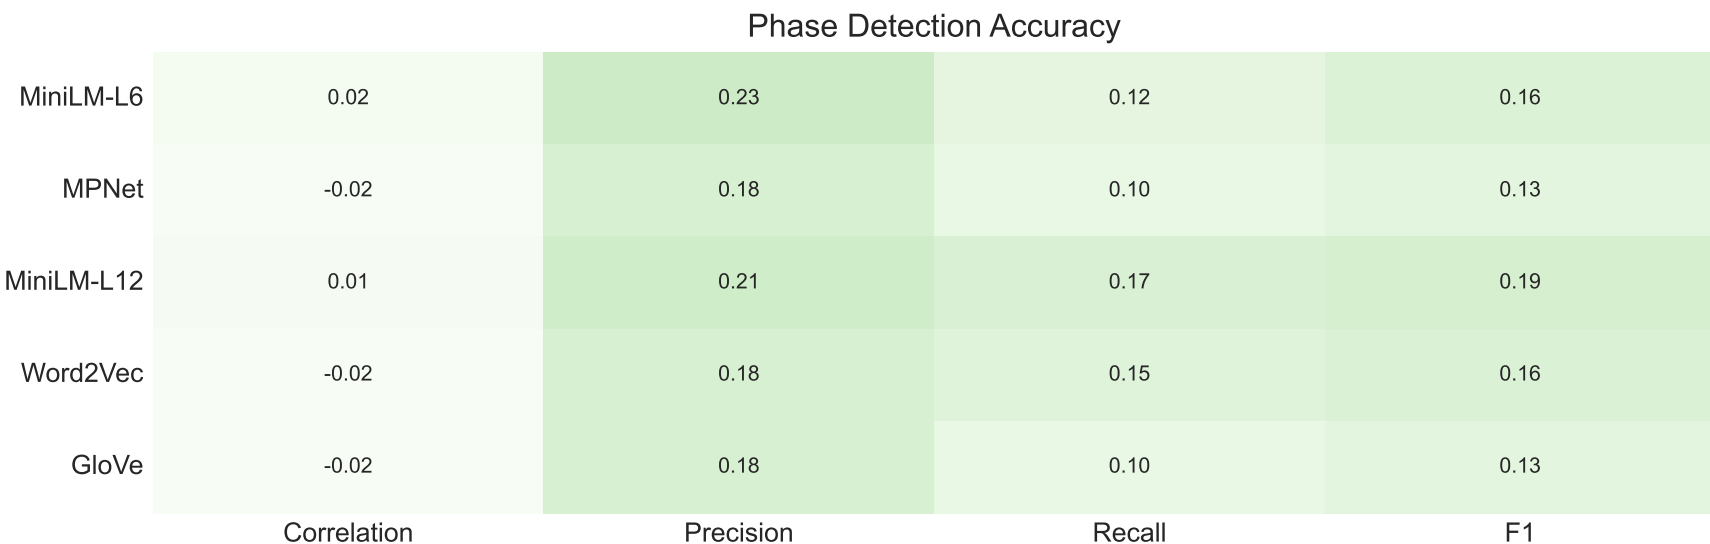 Phase Detection Accuracy
MiniLM-L6 0.02 0.23 0.12 0.16
MPNet -0.02 0.18 0.10 0.13
MiniLM-L12 0.01 0.21 0.17 0.19
Word2Vec -0.02 0.18 0.15 0.16
GloVe -0.02 0.18 0.10 0.13
Correlation Precision Recall F1